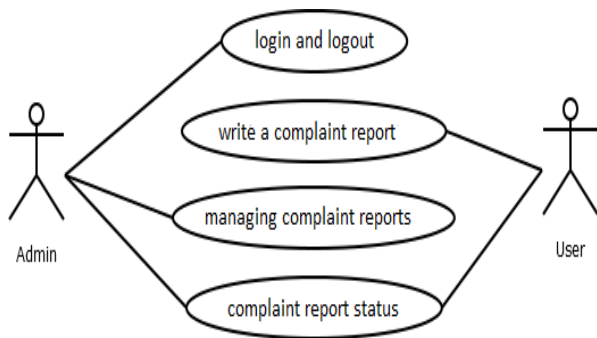 login and logout
write a complaint report
managing complaint reports
Admin
User
complaint report status